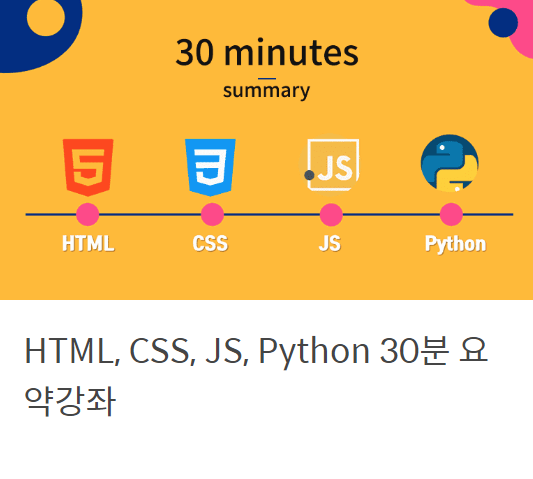 30 minutes
summary
5 3 JS
HTML CSS JS Python
HTML, CSS, JS, Python 30분 요
약강좌